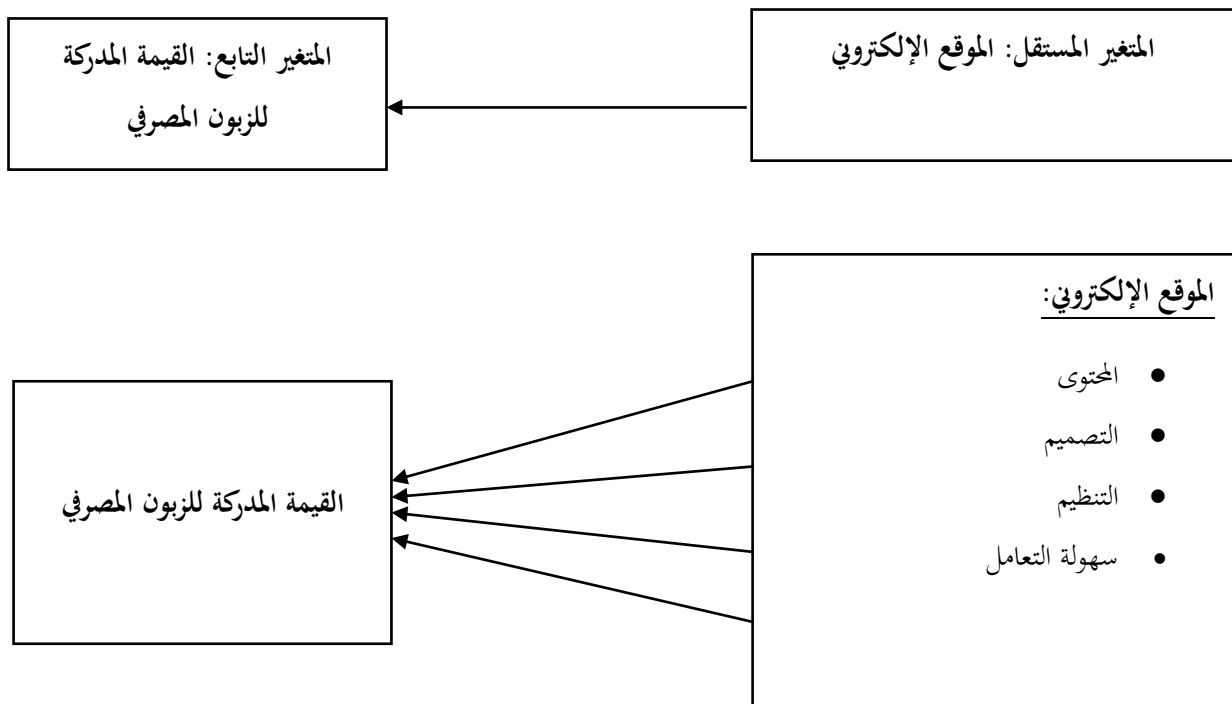 المتغير المستقل: الموقع الإلكتروني
المتغير التابع: القيمة المدركة
للزبون المصرفي
الموقع الإلكتروني:
● المحتوى
● التصميم
● التنظيم
● سهولة التعامل
القيمة المدركة للزبون المصرفي